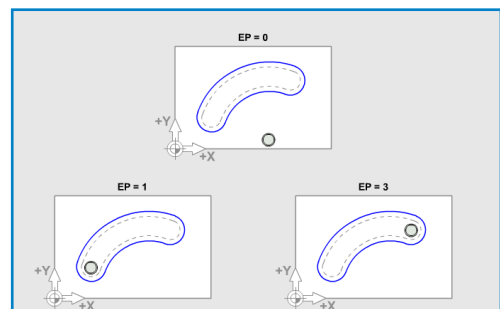 EP = 0
+Y
+X
EP = 1
EP = 3
+Y
+X
+Y
+X